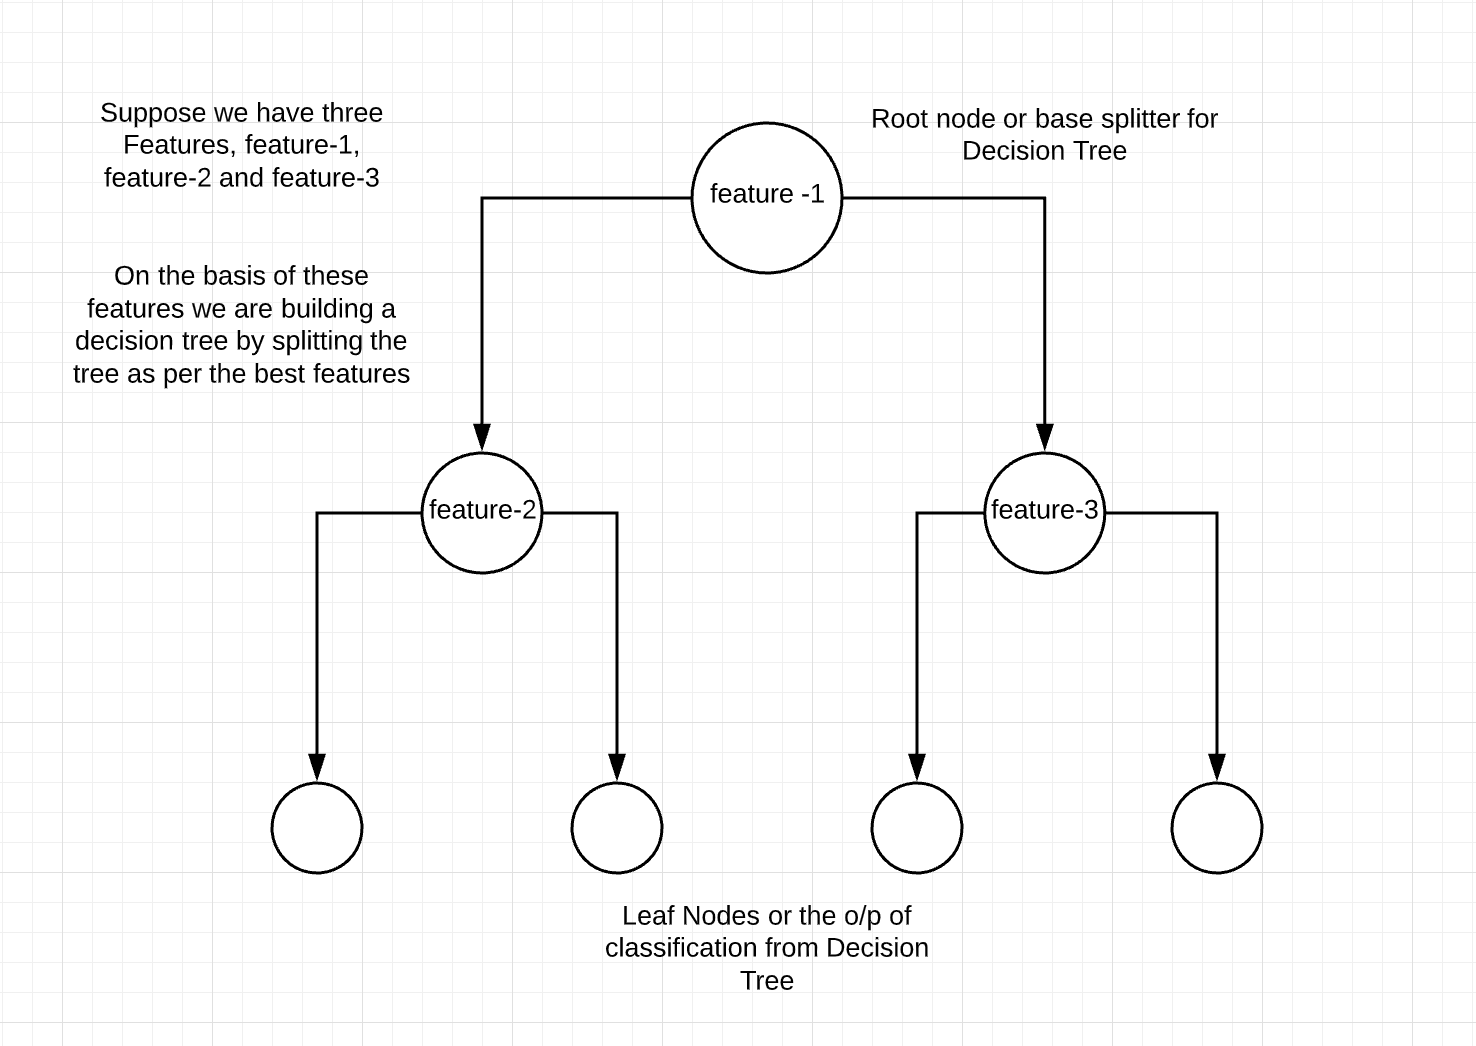 Suppose we have three
Features, feature-1,
feature-2 and feature-3
Root node or base splitter for
Decision Tree
feature -1
On the basis of these
features we are building a
decision tree by splitting the
tree as per the best features
feature-2
feature-3
Leaf Nodes or the o/p of
classification from Decision
Tree